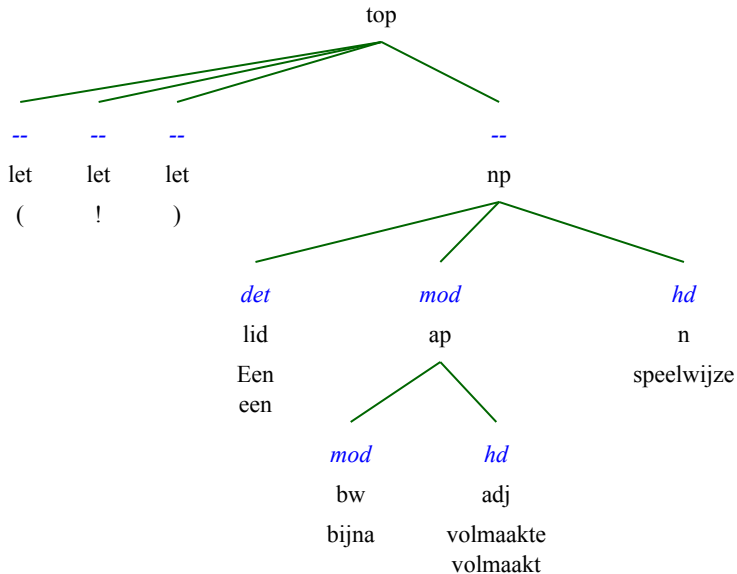 top
-- -- -- --
let let let np
( ! )
det mod hd
lid ap n
Een speelwijze
een
mod hd
bw adj
bijna volmaakte
volmaakt